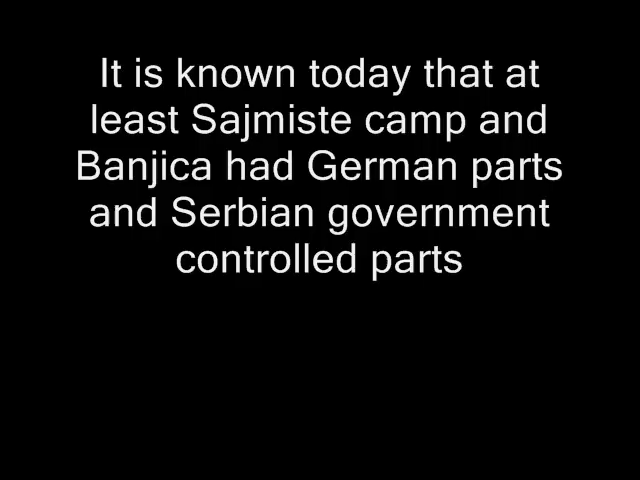 It is known today that at
least Sajmiste camp and
Banjica had German parts
and Serbian government
controlled parts